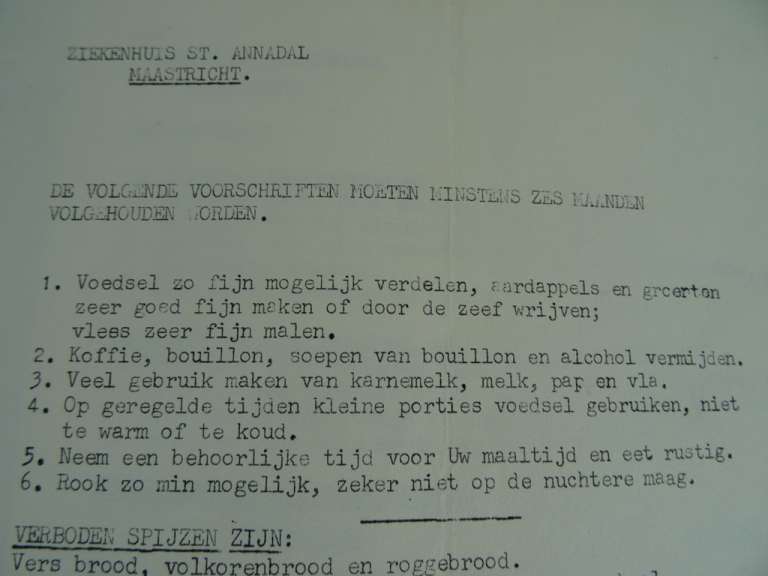 ZIEKENHUIS ST. ANNADAL
MAASTRICHT.
DE VOLGENDE VOORSCHRIFTEN MOETEN MINSTENS ZES MAANDEN
VOLGEHOUDEN WORDEN.
1. Voedsel zo fijn mogelijk verdelen, aardappels en groenten
zeer goed fijn maken of door de zeef wrijven;
vlees zeer fijn malen.
2. Koffie, bouillon, soepen van bouillon en alcohol vermijden.
3. Veel gebruik maken van karnemelk, melk, pap en vla.
4. Op geregelde tijden kleine porties voedsel gebruiken, niet
te warm of te koud.
5. Neem een behoorlijke tijd voor Uw maaltijd en eet rustig.
6. Rook zo min mogelijk, zeker niet op de nuchtere maag.
VERBODEN SPIJZEN ZIJN:
Vers brood, volkorenbrood en roggebrood.